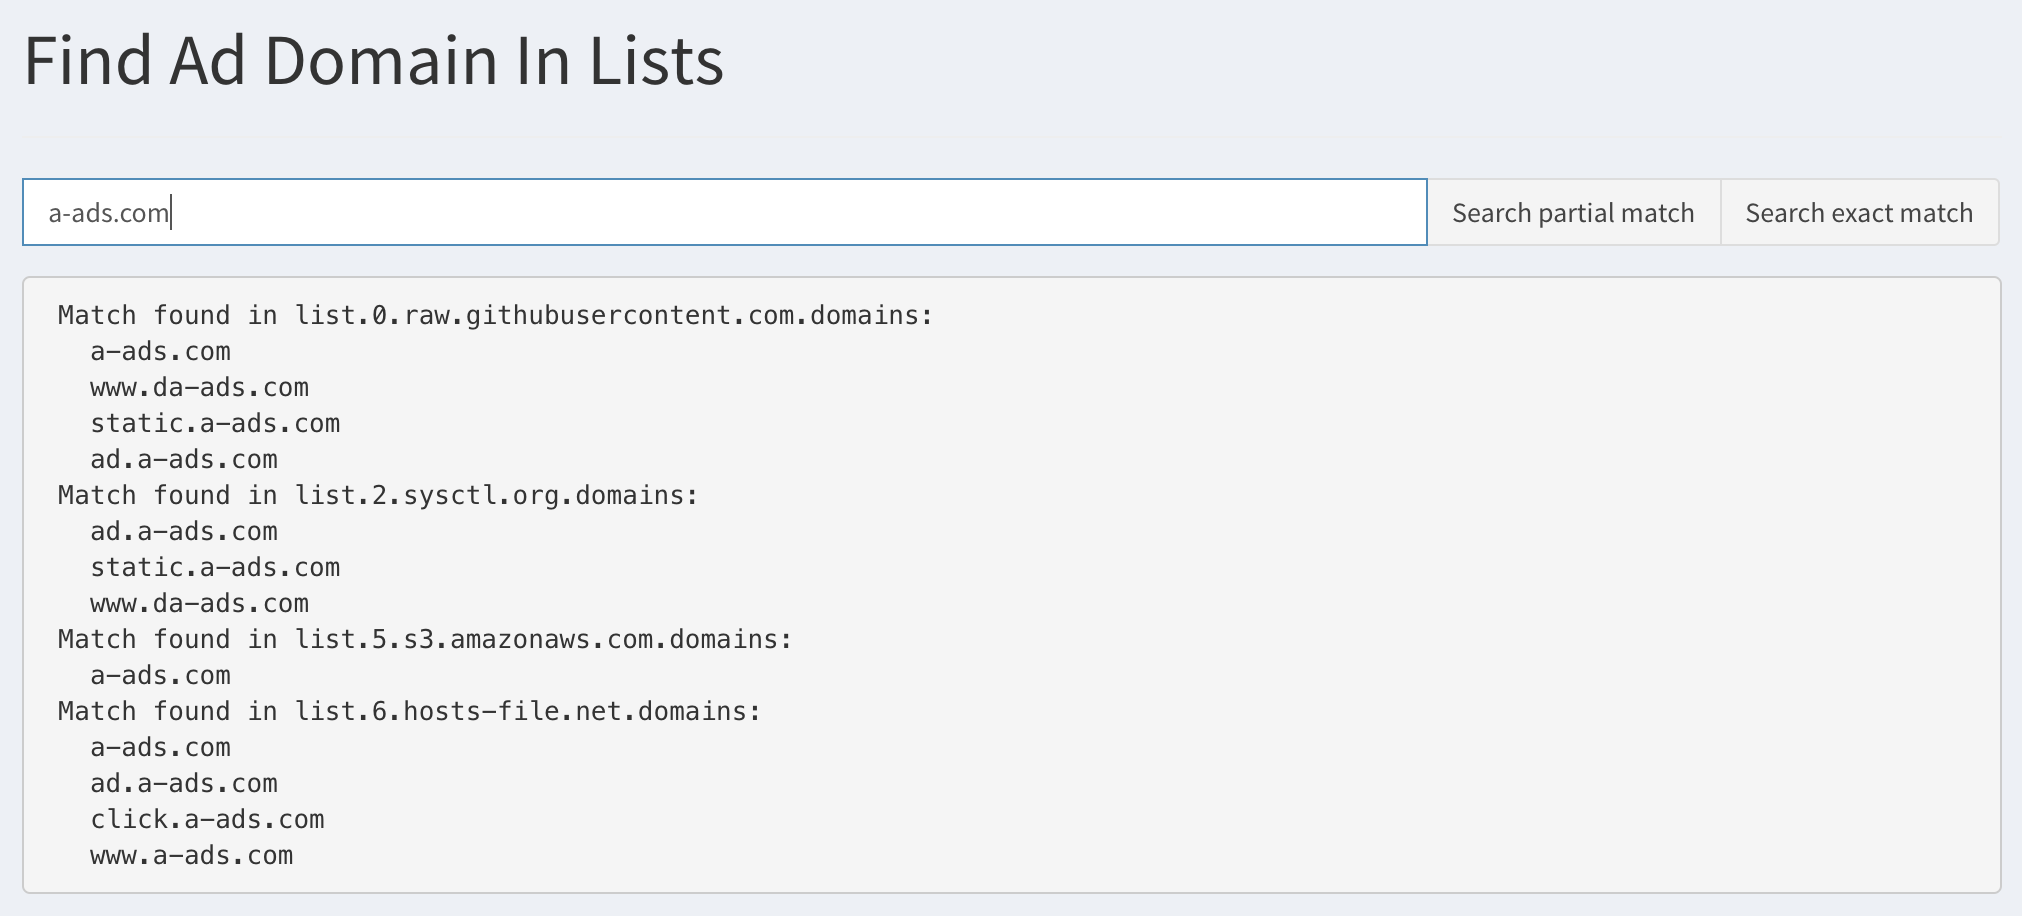 Find Ad Domain In Lists
a-ads.com
Search partial match
Search exact match
Match found in list.0.raw.githubusercontent.com.domains:
a-ads.com
www.da-ads.com
static.a-ads.com
ad.a-ads.com
Match found in list.2.sysctl.org.domains:
ad.a-ads.com
static.a-ads.com
www.da-ads.com
Match found in list.5.s3.amazonaws.com.domains:
a-ads.com
Match found in list.6.hosts-file.net.domains:
a-ads.com
ad.a-ads.com
click.a-ads.com
www.a-ads.com